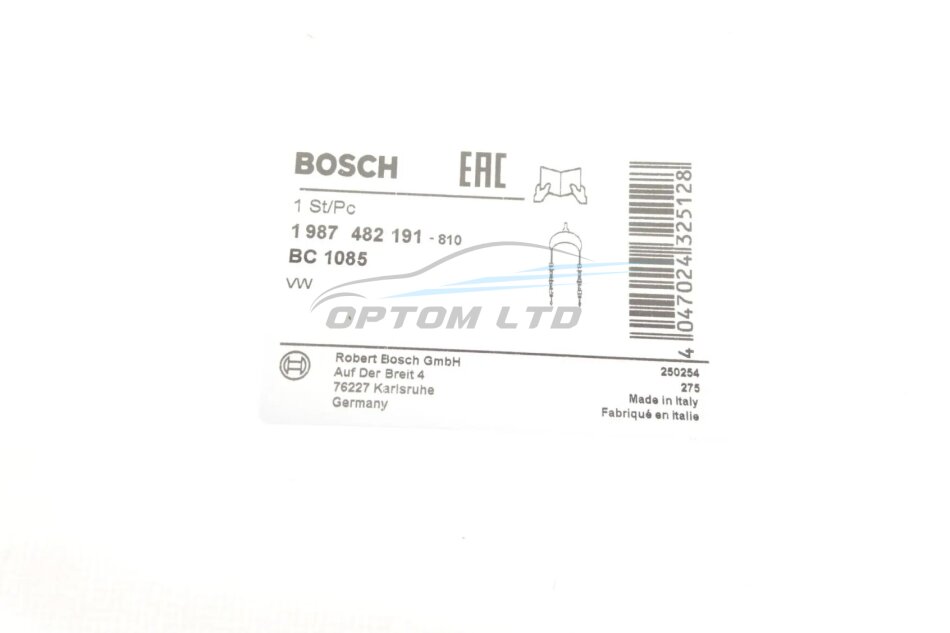 BOSCH EAC
1 St/Pc
1 987 482 191 - 810
BC 1085
VW
OPTOM LTD
4 047024 325128
Robert Bosch GmbH
Auf Der Breit 4
76227 Karlsruhe
Germany
250254
275
Made in Italy
Fabriqué en Italie